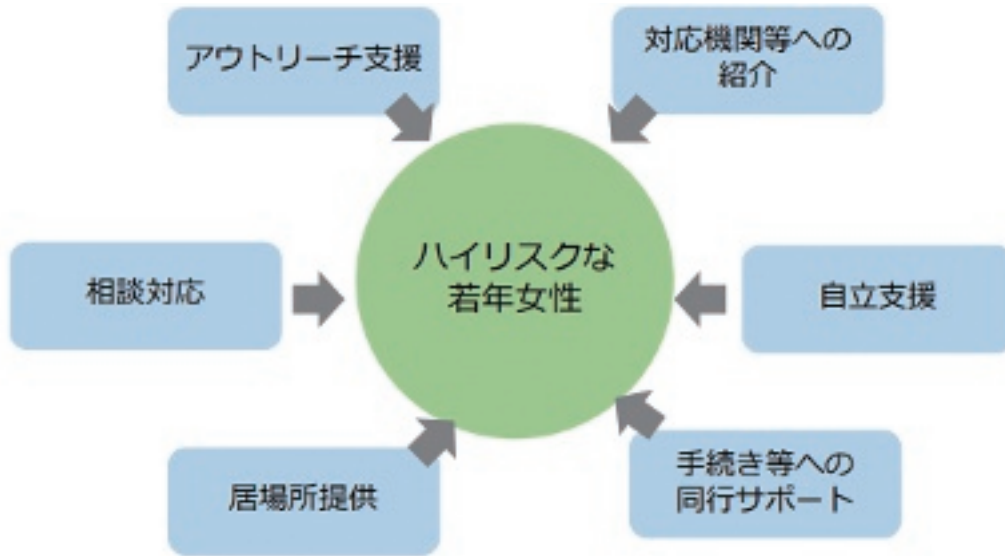 アウトリーチ支援
対応機関等への
紹介
相談対応
ハイリスクな
若年女性
自立支援
居場所提供
手続き等への
同行サポート